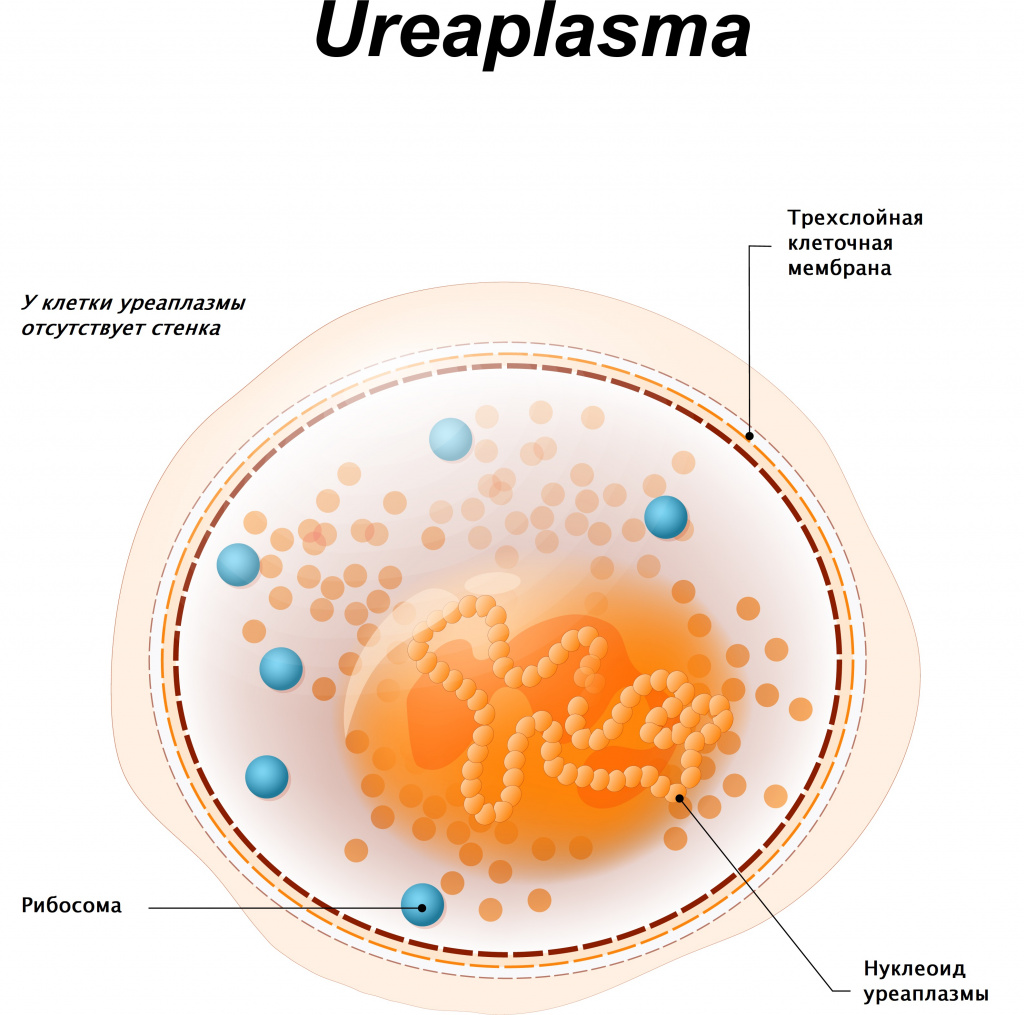 Ureaplasma
Трехслойная
клеточная
мембрана
У клетки уреаплазмы
отсутствует стенка
Рибосома
Нуклеоид
уреаплазмы